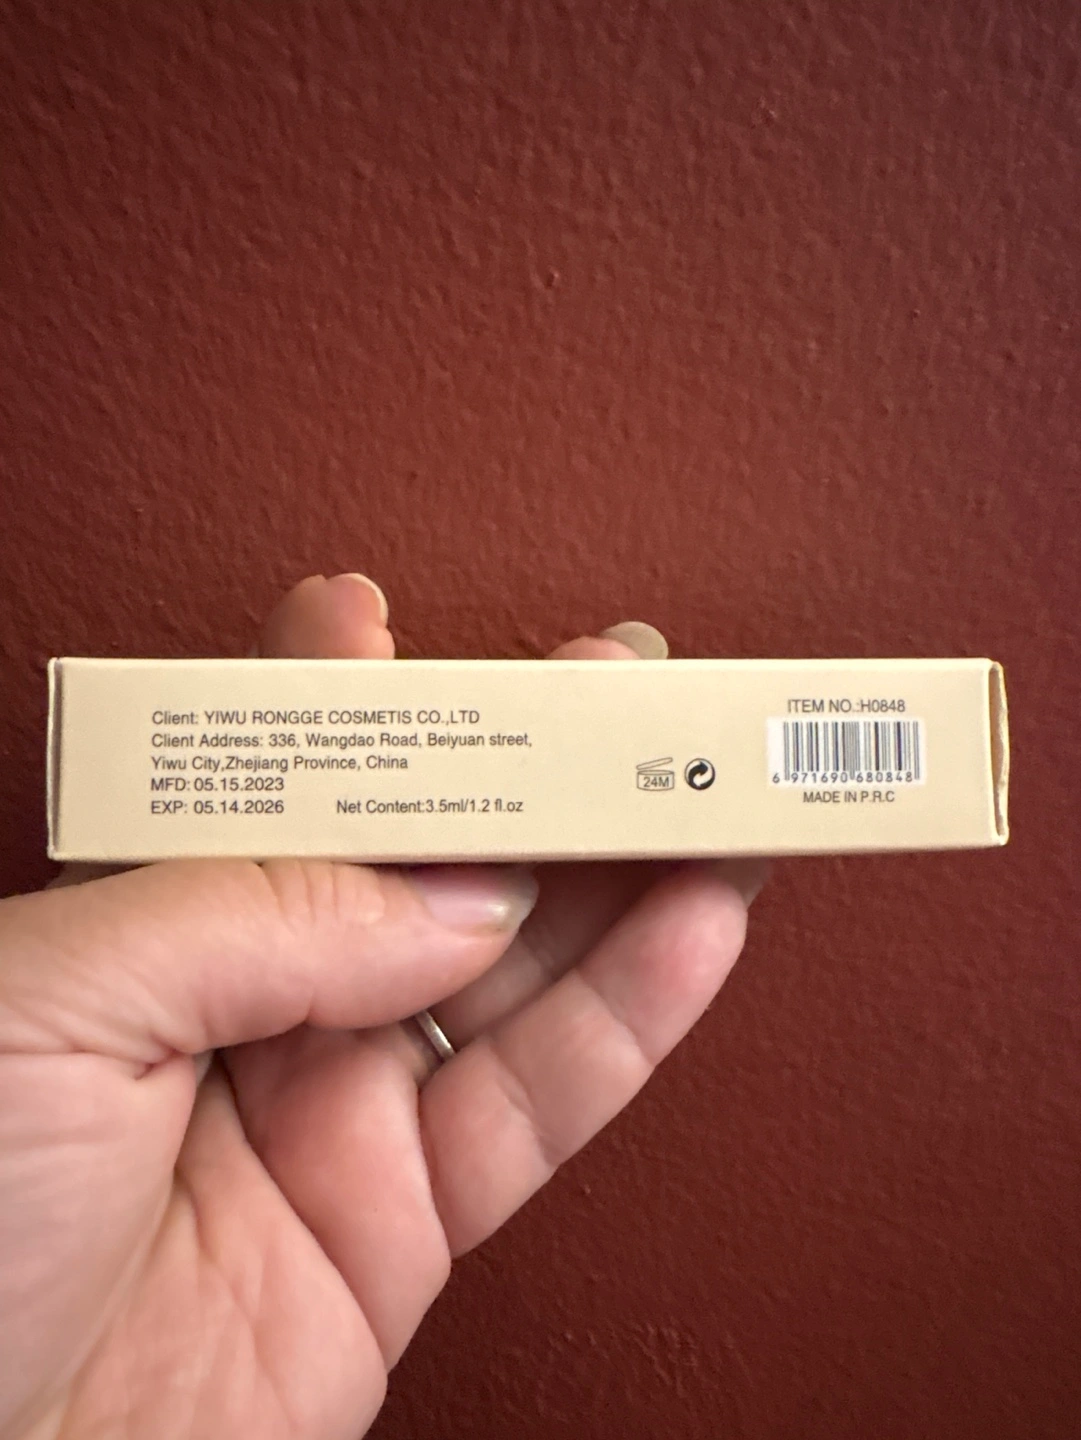 Client: YIWU RONGGE COSMETIS CO.,LTD
Client Address: 336, Wangdao Road, Beiyuan street,
Yiwu City,Zhejiang Province, China
MFD: 05.15.2023
EXP: 05.14.2026 Net Content:3.5ml/1.2 fl.oz
24M
ITEM NO.:H0848
6 971690 680848
MADE IN P.R.C